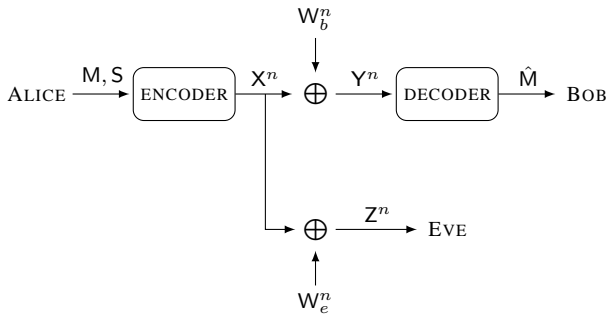 W_b^n
ALICE M, S ENCODER X^n ⊕ Y^n DECODER M̂ BOB
⊕ Z^n EVE
W_e^n